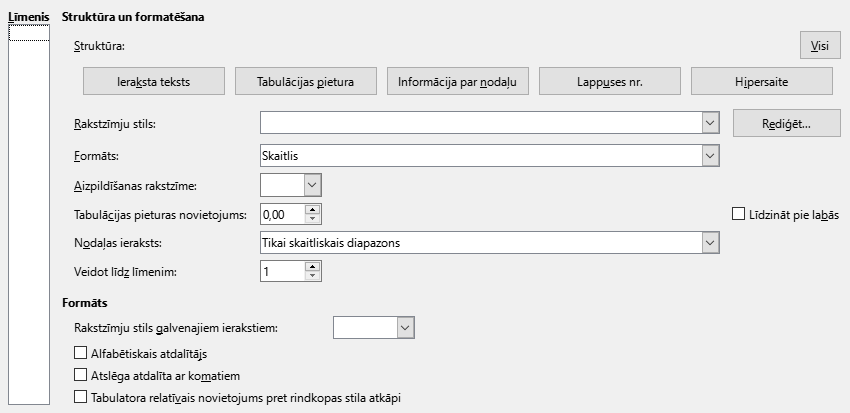 Līmenis Struktūra un formatēšana
Struktūra: Visi
Ieraksta teksts Tabulācijas pietura Informācija par nodaļu Lappuses nr. Hipersaite
Rakstzīmju stils: Rediģēt...
Formāts: Skaitlis
Aizpildīšanas rakstzīme:
Tabulācijas pieturas novietojums: 0,00 Līdzināt pie labās
Nodaļas ieraksts: Tikai skaitliskais diapazons
Veidot līdz līmenim: 1
Formāts
Rakstzīmju stils galvenajiem ierakstiem:
Alfabētiskais atdalītājs
Atslēga atdalīta ar komatiem
Tabulatora relatīvais novietojums pret rindkopas stila atkāpi